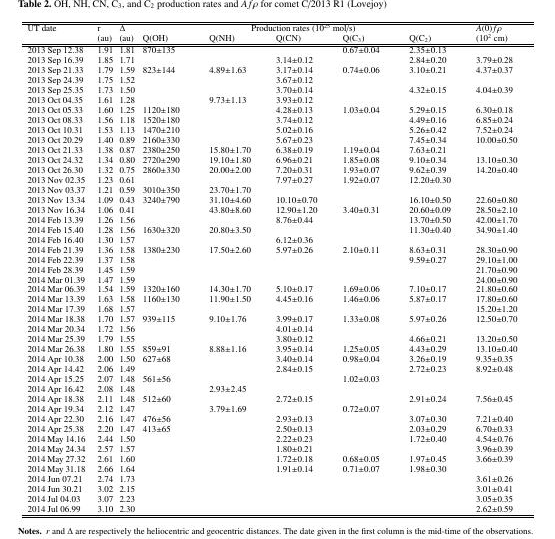 Table 2. OH, NH, CN, C3, and C2 production rates and Afρ for comet C/2013 R1 (Lovejoy)
UT date r Δ Production rates (10²⁵ mol/s) A(0)fρ
(au) (au) Q(OH) Q(NH) Q(CN) Q(C3) Q(C2) (10² cm)
2013 Sep 12.38 1.91 1.81 870±135 0.67±0.04 2.35±0.13
2013 Sep 16.39 1.85 1.71 3.14±0.12 2.84±0.20 3.79±0.28
2013 Sep 21.33 1.79 1.59 823±144 4.89±1.63 3.17±0.14 0.74±0.06 3.10±0.21 4.37±0.37
2013 Sep 24.39 1.75 1.52 3.67±0.12
2013 Sep 25.35 1.73 1.50 3.70±0.14 4.32±0.15 4.04±0.39
2013 Oct 04.35 1.61 1.28 9.73±1.13 3.93±0.12
2013 Oct 05.33 1.60 1.25 1120±180 4.28±0.13 1.03±0.04 5.29±0.15 6.30±0.18
2013 Oct 08.33 1.56 1.18 1520±180 3.74±0.12 4.49±0.16 6.85±0.24
2013 Oct 10.31 1.53 1.13 1470±210 5.02±0.16 5.26±0.42 7.52±0.24
2013 Oct 20.29 1.40 0.89 2160±330 5.67±0.23 7.45±0.34 10.00±0.50
2013 Oct 21.33 1.38 0.87 2380±250 15.80±1.70 6.38±0.19 1.19±0.04 7.63±0.21
2013 Oct 24.32 1.34 0.80 2720±290 19.10±1.80 6.96±0.21 1.85±0.08 9.10±0.34 13.10±0.30
2013 Oct 26.30 1.32 0.75 2860±330 20.00±2.00 7.20±0.31 1.93±0.07 9.62±0.39 14.20±0.40
2013 Nov 02.35 1.23 0.61 7.97±0.27 1.92±0.07 12.20±0.30
2013 Nov 03.37 1.21 0.59 3010±350 23.70±1.70
2013 Nov 13.34 1.09 0.43 3240±790 31.10±4.60 10.10±0.70 16.10±0.50 22.60±0.80
2013 Nov 16.34 1.06 0.41 43.80±8.60 12.90±1.20 3.40±0.31 20.60±0.09 28.50±2.10
2014 Feb 13.39 1.26 1.56 8.76±0.44 13.70±0.50 42.00±1.70
2014 Feb 15.40 1.28 1.56 1630±320 20.80±3.50 11.30±0.40 34.90±1.40
2014 Feb 16.40 1.30 1.57 6.12±0.36
2014 Feb 21.39 1.36 1.58 1380±230 17.50±2.60 5.97±0.26 2.10±0.11 8.63±0.31 28.30±0.90
2014 Feb 22.39 1.37 1.58 9.59±0.27 29.10±1.00
2014 Feb 28.39 1.45 1.59 21.70±0.90
2014 Mar 01.39 1.47 1.59 24.00±0.90
2014 Mar 06.39 1.54 1.59 1320±160 14.30±1.70 5.10±0.17 1.69±0.06 7.10±0.17 21.80±0.60
2014 Mar 13.39 1.63 1.58 1160±130 11.90±1.50 4.45±0.16 1.46±0.06 5.87±0.17 17.80±0.60
2014 Mar 17.39 1.68 1.57 15.20±1.20
2014 Mar 18.38 1.70 1.57 939±115 9.10±1.76 3.99±0.17 1.33±0.08 5.97±0.26 12.50±0.70
2014 Mar 20.34 1.72 1.56 4.01±0.14
2014 Mar 25.39 1.79 1.55 3.80±0.12 4.66±0.21 13.20±0.50
2014 Mar 26.38 1.80 1.55 859±91 8.88±1.16 3.95±0.14 1.25±0.05 4.43±0.29 13.10±0.40
2014 Apr 10.38 2.00 1.50 627±68 3.40±0.14 0.98±0.04 3.26±0.19 9.35±0.35
2014 Apr 14.42 2.06 1.49 2.84±0.15 2.72±0.23 8.92±0.48
2014 Apr 15.25 2.07 1.48 561±56 1.02±0.03
2014 Apr 16.42 2.08 1.48 2.93±2.45
2014 Apr 18.38 2.11 1.48 512±60 2.72±0.15 2.91±0.24 7.56±0.45
2014 Apr 19.34 2.12 1.47 3.79±1.69 0.72±0.07
2014 Apr 22.30 2.16 1.47 476±56 2.93±0.13 3.07±0.30 7.21±0.40
2014 Apr 25.38 2.20 1.47 413±65 2.50±0.13 2.03±0.29 6.70±0.33
2014 May 14.16 2.44 1.50 2.22±0.23 1.72±0.40 4.54±0.76
2014 May 24.34 2.57 1.57 1.80±0.21 3.96±0.39
2014 May 27.32 2.61 1.60 1.72±0.18 0.68±0.05 1.97±0.45 3.66±0.39
2014 May 31.18 2.66 1.64 1.91±0.14 0.71±0.07 1.98±0.30
2014 Jun 07.21 2.74 1.73 3.61±0.26
2014 Jun 30.21 3.02 2.15 3.01±0.41
2014 Jul 04.03 3.07 2.23 3.05±0.35
2014 Jul 06.99 3.10 2.30 2.62±0.59
Notes. r and Δ are respectively the heliocentric and geocentric distances. The date given in the first column is the mid-time of the observations.